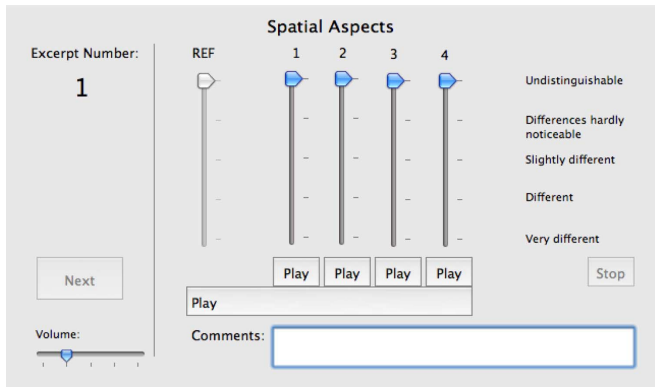 Spatial Aspects
Excerpt Number:
1
REF
1 2 3 4
Undistinguishable
Differences hardly
noticeable
Slightly different
Different
Very different
Next
Play Play Play Play
Stop
Play
Volume:
Comments: